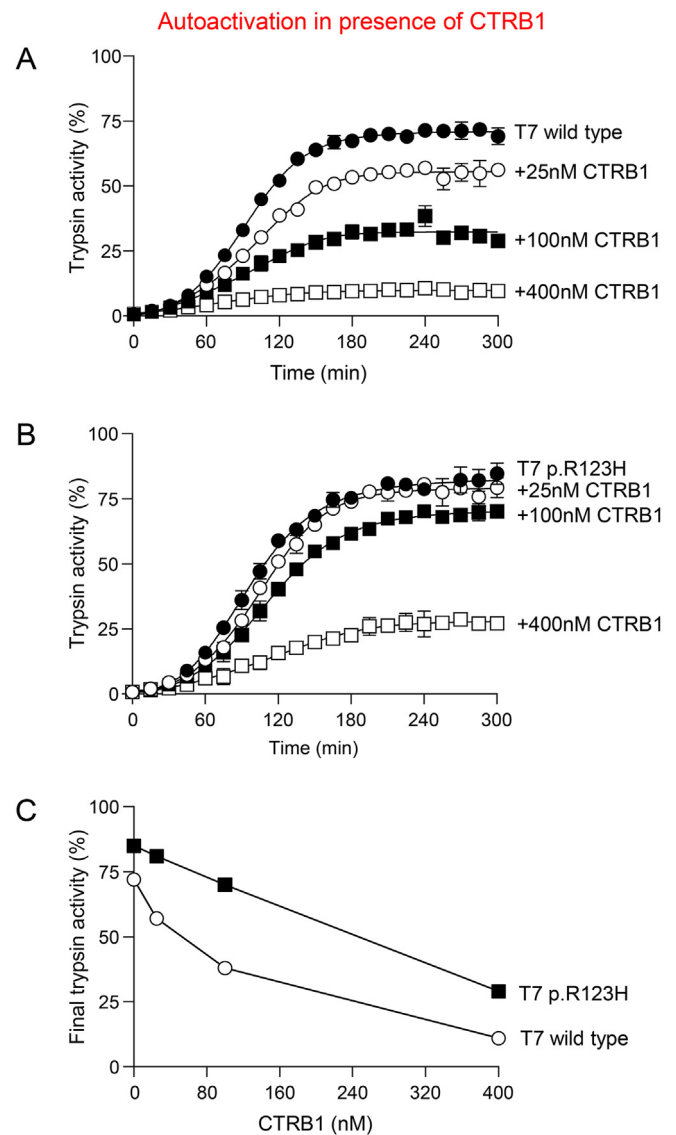 Autoactivation in presence of CTRB1
A
Trypsin activity (%)
100
75
50
25
0
T7 wild type
+25nM CTRB1
+100nM CTRB1
+400nM CTRB1
0 60 120 180 240 300
Time (min)
B
Trypsin activity (%)
100
75
50
25
0
T7 p.R123H
+25nM CTRB1
+100nM CTRB1
+400nM CTRB1
0 60 120 180 240 300
Time (min)
C
Final trypsin activity (%)
100
75
50
25
0
T7 p.R123H
T7 wild type
0 80 160 240 320 400
CTRB1 (nM)